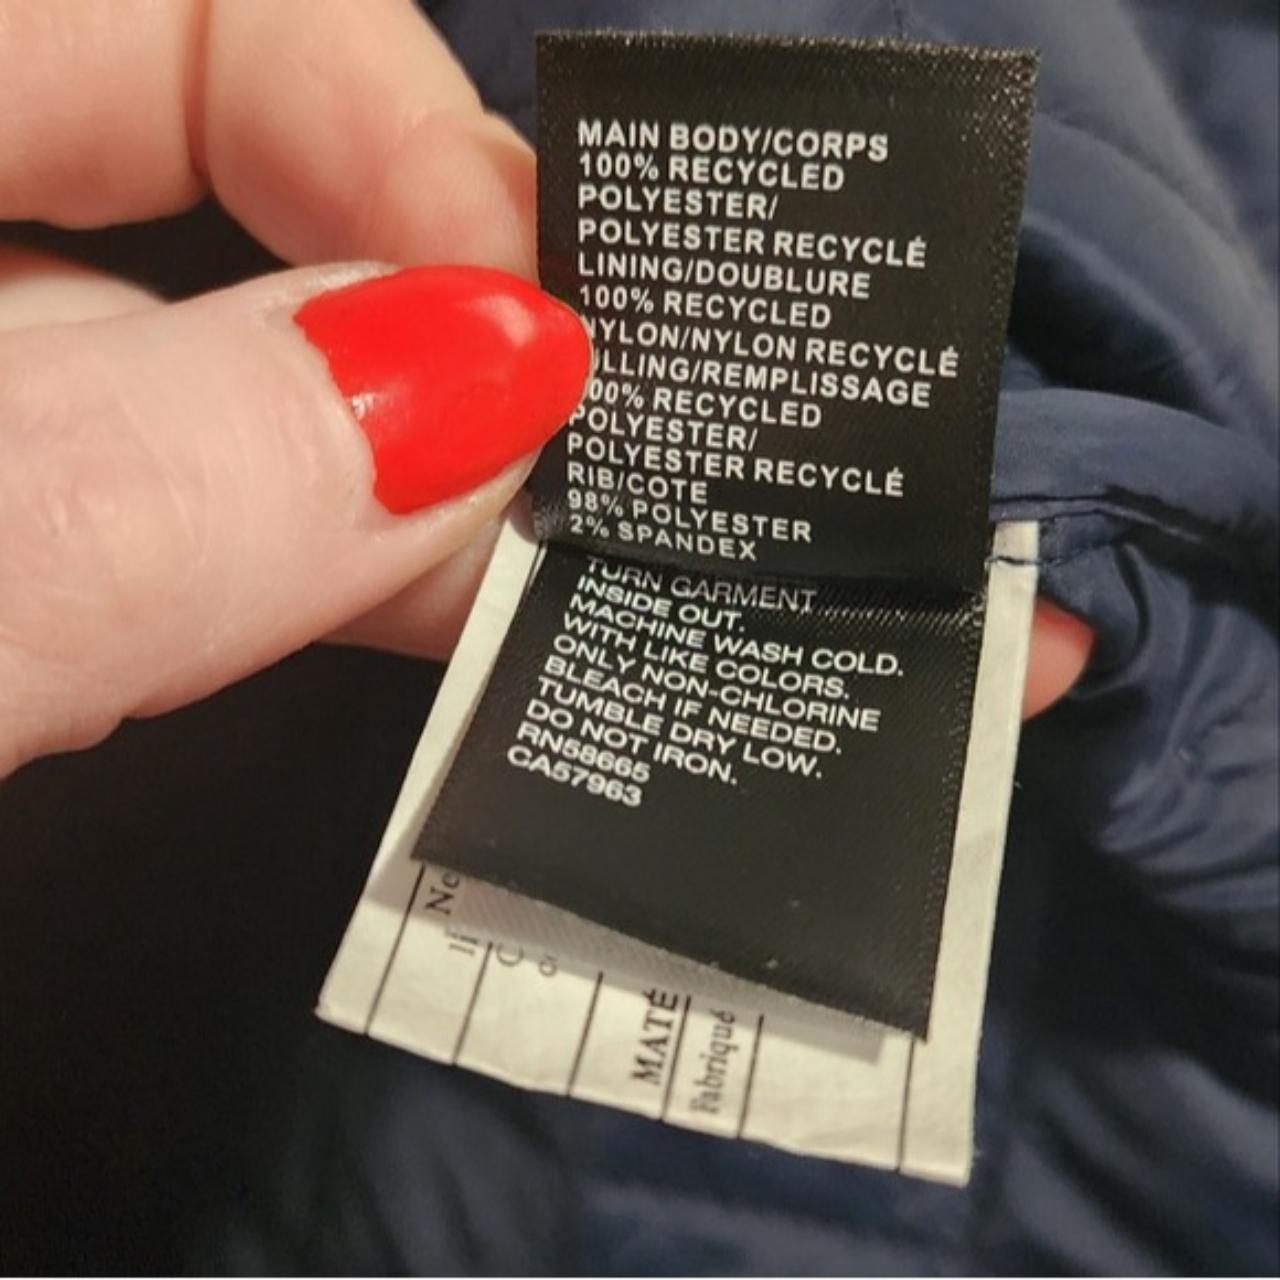 MAIN BODY/CORPS
100% RECYCLED
POLYESTER/
POLYESTER RECYCLÉ
LINING/DOUBLURE
100% RECYCLED
NYLON/NYLON RECYCLÉ
ILLING/REMPLISSAGE
00% RECYCLED
POLYESTER/
POLYESTER RECYCLÉ
RIB/COTE
98% POLYESTER
2% SPANDEX
TURN GARMENT
INSIDE OUT.
MACHINE WASH COLD.
WITH LIKE COLORS.
ONLY NON-CHLORINE
BLEACH IF NEEDED.
TUMBLE DRY LOW.
DO NOT IRON.
RN58665
CA57963
MATÉ
Fabriqué